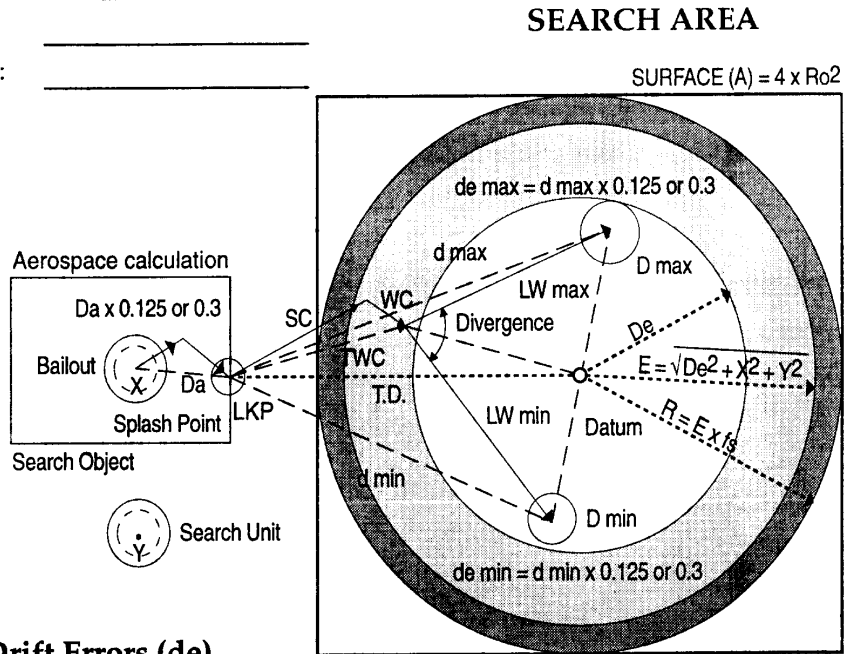 SEARCH AREA
:
SURFACE (A) = 4 x Ro2
de max = d max x 0.125 or 0.3
d max
D max
Aerospace calculation
Da x 0.125 or 0.3
WC
LW max
SC
Divergence
De
Bailout
TWC
E = √De2 + X2 + Y2
X
Da
T.D.
LKP
R = E x fs
Splash Point
LW min
Datum
Search Object
d min
D min
Search Unit
Y
de min = d min x 0.125 or 0.3
Drift Errors (de)